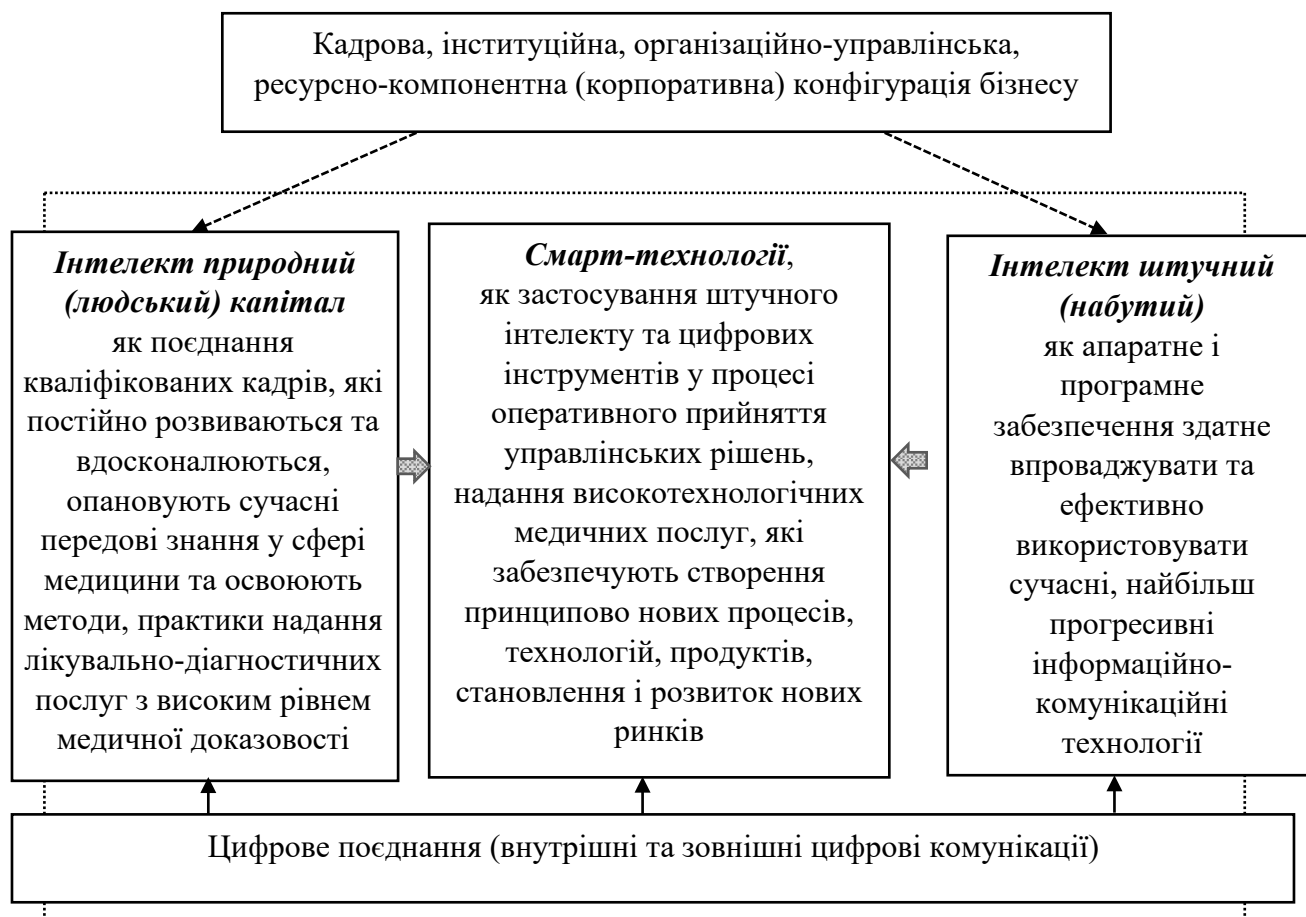 Кадрова, інституційна, організаційно-управлінська,
ресурсно-компонентна (корпоративна) конфігурація бізнесу
Інтелект природний
(людський) капітал
як поєднання
кваліфікованих кадрів, які
постійно розвиваються та
вдосконалюються,
опановують сучасні
передові знання у сфері
медицини та освоюють
методи, практики надання
лікувально-діагностичних
послуг з високим рівнем
медичної доказовості
Смарт-технології,
як застосування штучного
інтелекту та цифрових
інструментів у процесі
оперативного прийняття
управлінських рішень,
надання високотехнологічних
медичних послуг, які
забезпечують створення
принципово нових процесів,
технологій, продуктів,
становлення і розвиток нових
ринків
Інтелект штучний
(набутий)
як апаратне і
програмне
забезпечення здатне
впроваджувати та
ефективно
використовувати
сучасні, найбільш
прогресивні
інформаційно-
комунікаційні
технології
Цифрове поєднання (внутрішні та зовнішні цифрові комунікації)